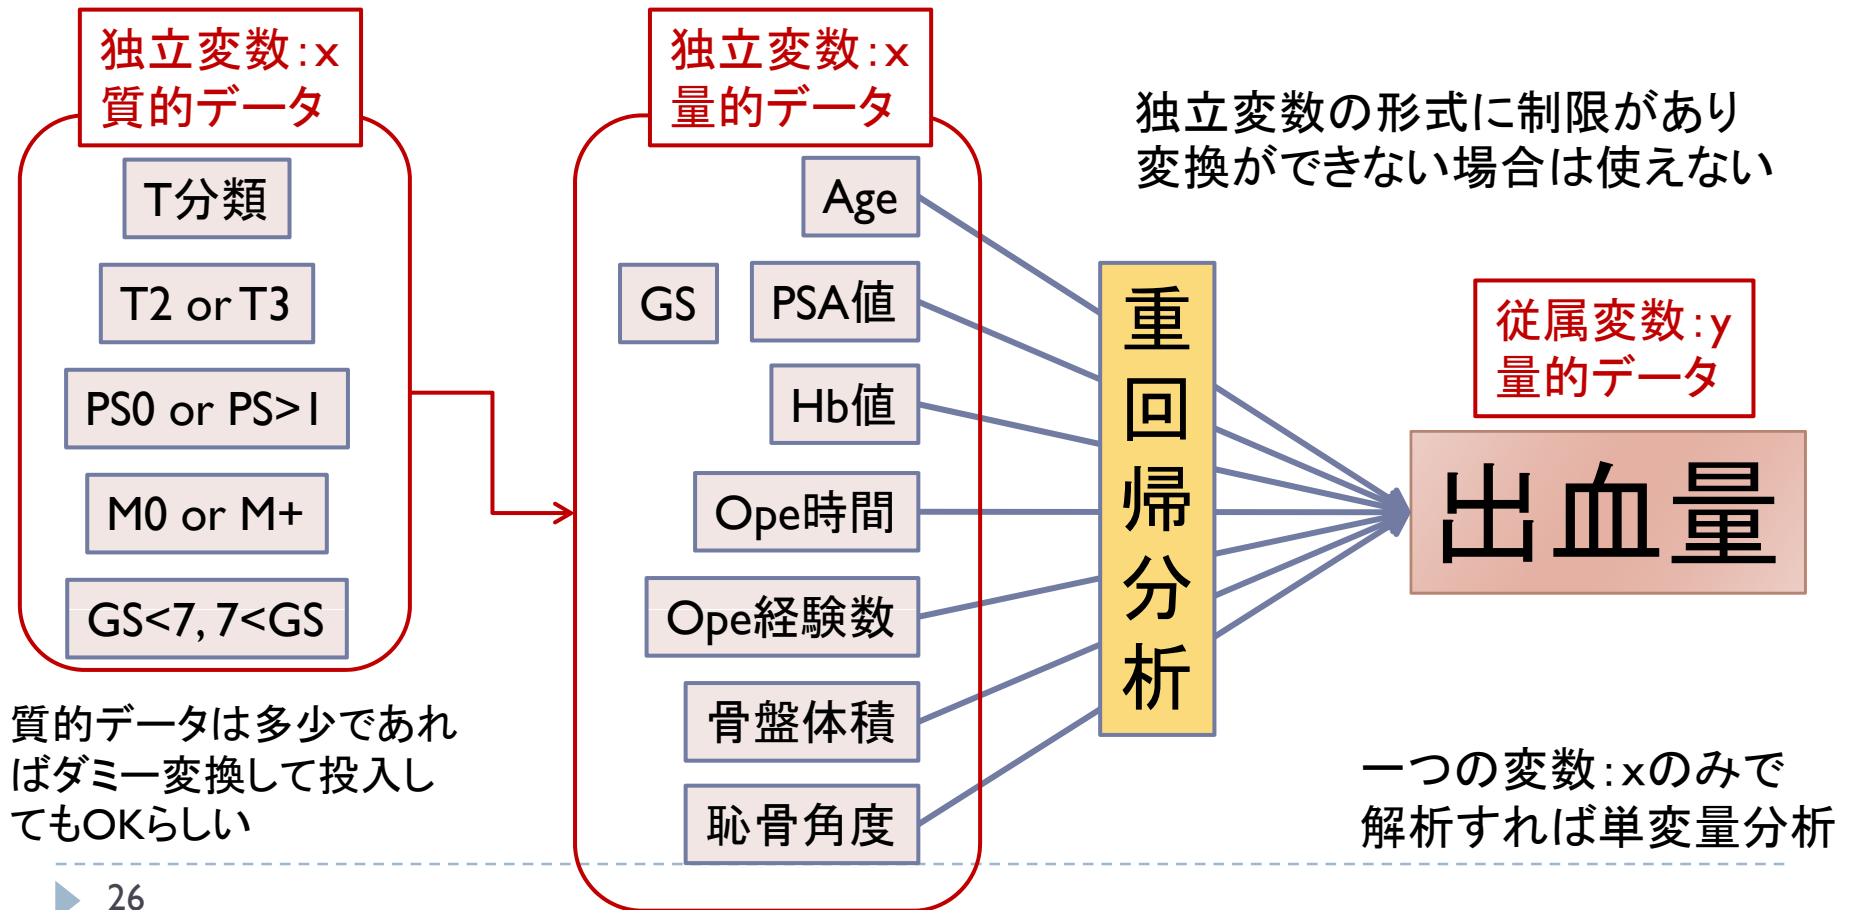 独立変数:x
質的データ
T分類
T2 or T3
PS0 or PS>1
M0 or M+
GS<7, 7<GS
質的データは多少であれ
ばダミー変換して投入し
てもOKらしい
独立変数:x
量的データ
Age
GS
PSA値
Hb値
Ope時間
Ope経験数
骨盤体積
恥骨角度
重回帰分析
独立変数の形式に制限があり
変換ができない場合は使えない
従属変数:y
量的データ
出血量
一つの変数:xのみで
解析すれば単変量分析
26